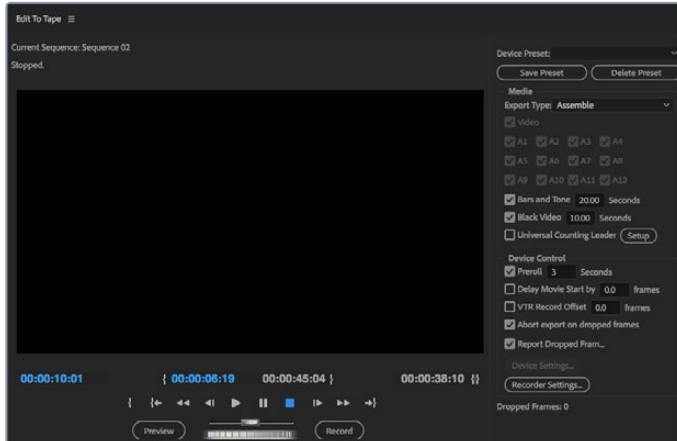 Edit To Tape
Current Sequence: Sequence 02
Stopped.
00:00:10:01
{ 00:00:06:19
00:00:45:04 }
00:00:38:10 {}
Preview
Record
Device Preset:
Save Preset
Delete Preset
Media
Export Type: Assemble
Video
A1 A2 A3 A4
A5 A6 A7 A8
A9 A10 A11 A12
Bars and Tone 20.00 Seconds
Black Video 10.00 Seconds
Universal Counting Leader Setup
Device Control
Preroll 3 Seconds
Delay Movie Start by 0.0 frames
VTR Record Offset 0.0 frames
Abort export on dropped frames
Report Dropped Fram...
Device Settings...
Recorder Settings...
Dropped Frames: 0